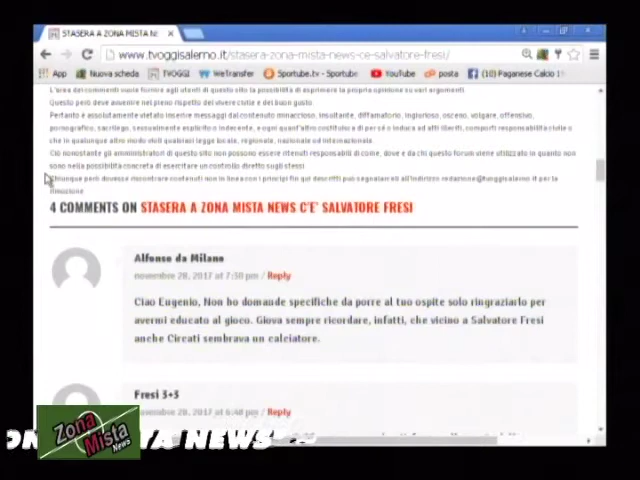 STASERA A ZONA MISTA N
www.tvoggisalerno.it/stasera-zona-mista-news-ce-salvatore-fresi/
App Nuova scheda TVOGGI WeTransfer Sportube.tv - Sportube YouTube posta (10) Paganese Calcio 19
L'area dei commenti vuole fornire agli utenti di questo sito la possibilità di esprimere la propria opinione su vari argomenti.
Questo però deve avvenire nel pieno rispetto del vivere civile e del buon gusto
Pertanto è assolutamente vietato inserire messaggi dal contenuto minaccioso, insultante, diffamatorio, ingiurioso, osceno, volgare, offensivo,
pornografico, sacrilego, sessualmente esplicito o indecente, e ogni quant'altro costituisca di per sé o induca ad atti illeciti, comporti responsabilità civile o
che in qualunque altro modo violi qualsiasi legge locale, regionale, nazionale od internazionale
Ciò nonostante gli amministratori di questo sito non possono essere ritenuti responsabili di come, dove e da chi questo forum viene utilizzato in quanto non
sono nella possibilità concreta di esercitare un controllo diretto sugli stessi
Chiunque però dovesse riscontrare contenuti non in linea con i principi fin qui descritti può segnalarceli all'indirizzo redazione@tvoggisalerno.it per la
rimozione
4 COMMENTS ON STASERA A ZONA MISTA NEWS C'E' SALVATORE FRESI
Alfonso da Milano
novembre 28, 2017 at 7:50 pm / Reply
Ciao Eugenio, Non ho domande specifiche da porre al tuo ospite solo ringraziarlo per
avermi educato al gioco. Giova sempre ricordare, infatti, che vicino a Salvatore Fresi
anche Circati sembrava un calciatore.
Fresi 3+3
novembre 28, 2017 at 6:48 pm / Reply
Zona
Mista
News
TA NEWS